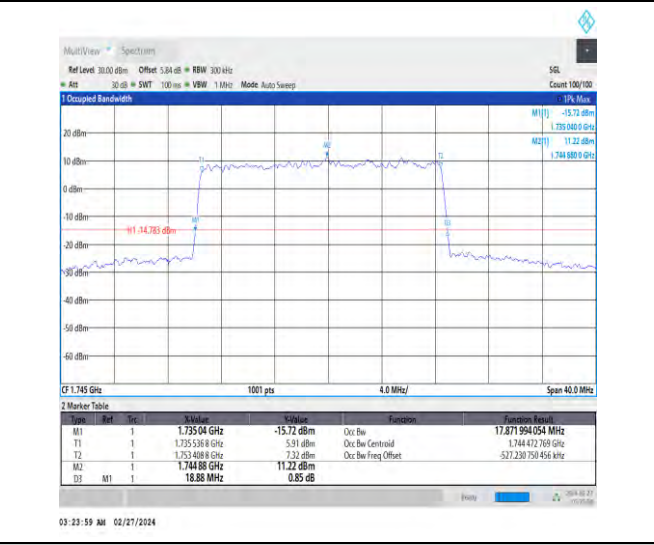 MultiView Spectrum
Ref Level 30.00 dBm Offset 5.84 dB RBW 300 kHz SGL
Att 30 dB SWT 100 ms VBW 1 MHz Mode Auto Sweep Count 100/100
1 Occupied Bandwidth 1Pk Max
M1[1] -15.72 dBm
1.735 040 0 GHz
20 dBm M2[1] 11.22 dBm
1.744 880 0 GHz
M2
10 dBm T1 T2
0 dBm
-10 dBm M1 D3
H1 -14.783 dBm
-20 dBm
-30 dBm
-40 dBm
-50 dBm
-60 dBm
CF 1.745 GHz 1001 pts 4.0 MHz/ Span 40.0 MHz
2 Marker Table
Type Ref Trc X-Value Y-Value Function Function Result
M1 1 1.735 04 GHz -15.72 dBm Occ Bw 17.871 994 054 MHz
T1 1 1.735 536 8 GHz 5.91 dBm Occ Bw Centroid 1.744 472 769 GHz
T2 1 1.753 408 8 GHz 7.32 dBm Occ Bw Freq Offset -527.230 750 456 kHz
M2 1 1.744 88 GHz 11.22 dBm
D3 M1 1 18.88 MHz 0.85 dB
03:23:59 AM 02/27/2024